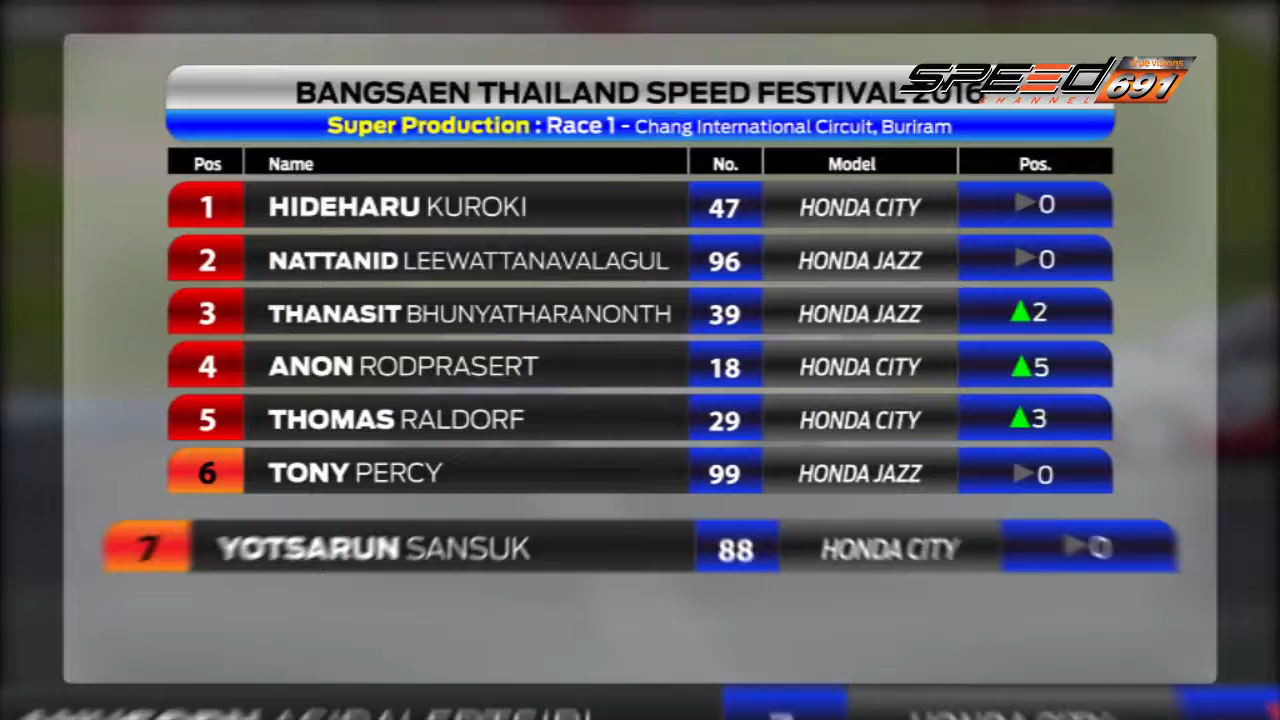 BANGSAEN THAILAND SPEED FESTIVAL 2016
SPEED CHANNEL true visions 691
Super Production : Race 1 - Chang International Circuit, Buriram
Pos Name No. Model Pos.
1 HIDEHARU KUROKI 47 HONDA CITY ▶0
2 NATTANID LEEWATTANAVALAGUL 96 HONDA JAZZ ▶0
3 THANASIT BHUNYATHARANONTH 39 HONDA JAZZ ▲2
4 ANON RODPRASERT 18 HONDA CITY ▲5
5 THOMAS RALDORF 29 HONDA CITY ▲3
6 TONY PERCY 99 HONDA JAZZ ▶0
7 YOTSARUN SANSUK 88 HONDA CITY ▶0
HONDA CITY